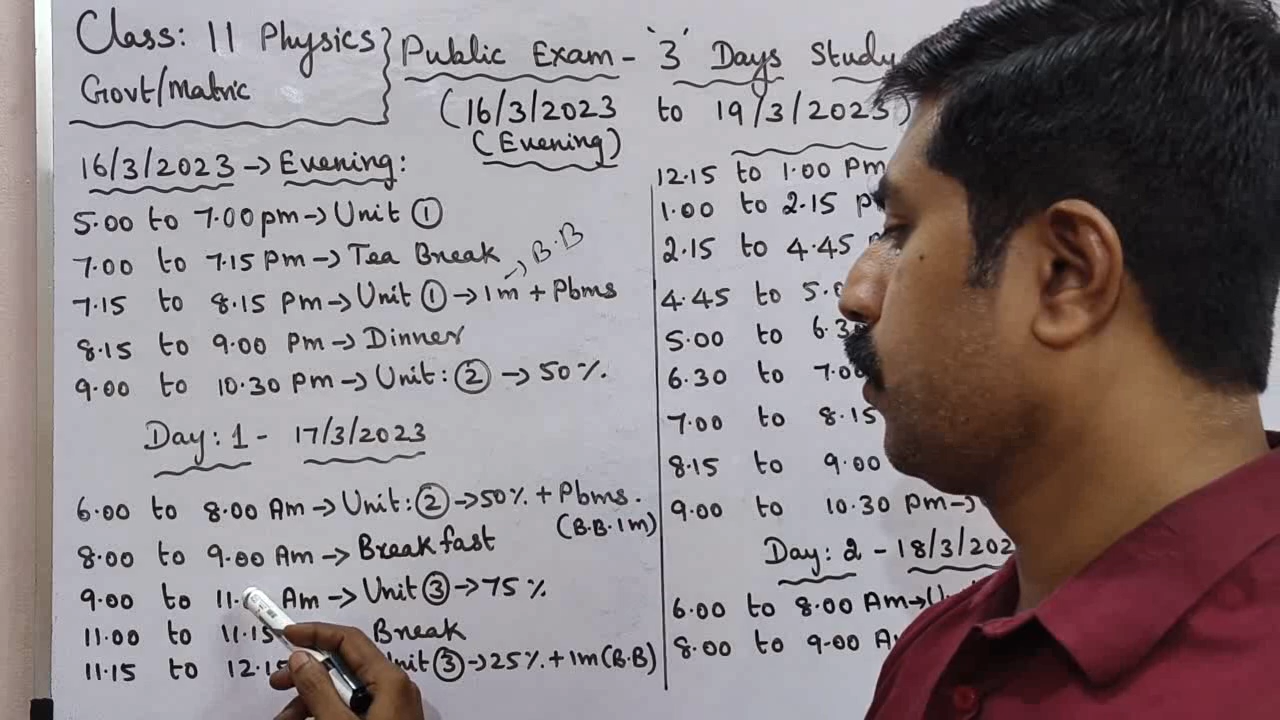 Class: 11 Physics
Govt/Matric
Public Exam - '3' Days Study
(16/3/2023 to 19/3/2023)
(Evening)
16/3/2023 → Evening:
5.00 to 7.00 pm → Unit ①
7.00 to 7.15 Pm → Tea Break
7.15 to 8.15 Pm → Unit ① → 1m + Pbms
→ B.B
8.15 to 9.00 Pm → Dinner
9.00 to 10.30 Pm → Unit: ② → 50%.
Day: 1 - 17/3/2023
6.00 to 8.00 Am → Unit: ② → 50% + Pbms.
(B.B. 1m)
8.00 to 9.00 Am → Break fast
9.00 to 11. Am → Unit ③ → 75%
11.00 to 11.15 Break
11.15 to 12.15 ③ → 25% + 1m (B.B)
12.15 to 1.00 Pm
1.00 to 2.15
2.15 to 4.45
4.45 to
5.00 to
6.30 to
7.00 to 8.15
8.15 to 9.00
9.00 to 10.30 pm →
Day: 2 - 18/3/202
6.00 to 8.00 Am →
8.00 to 9.00